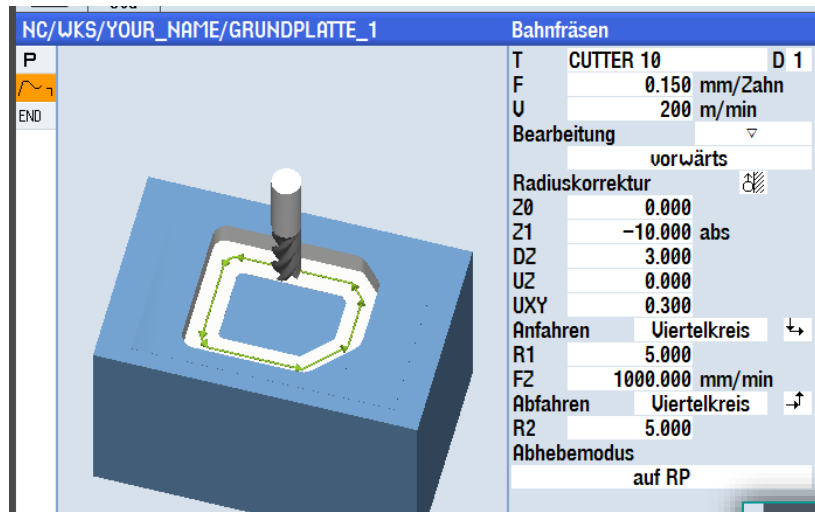 NC/WKS/YOUR_NAME/GRUNDPLATTE_1
Bahnfräsen
P
END
T CUTTER 10 D 1
F 0.150 mm/Zahn
V 200 m/min
Bearbeitung ▽
vorwärts
Radiuskorrektur
Z0 0.000
Z1 -10.000 abs
DZ 3.000
UZ 0.000
UXY 0.300
Anfahren Viertelkreis
R1 5.000
FZ 1000.000 mm/min
Abfahren Viertelkreis
R2 5.000
Abhebemodus
auf RP